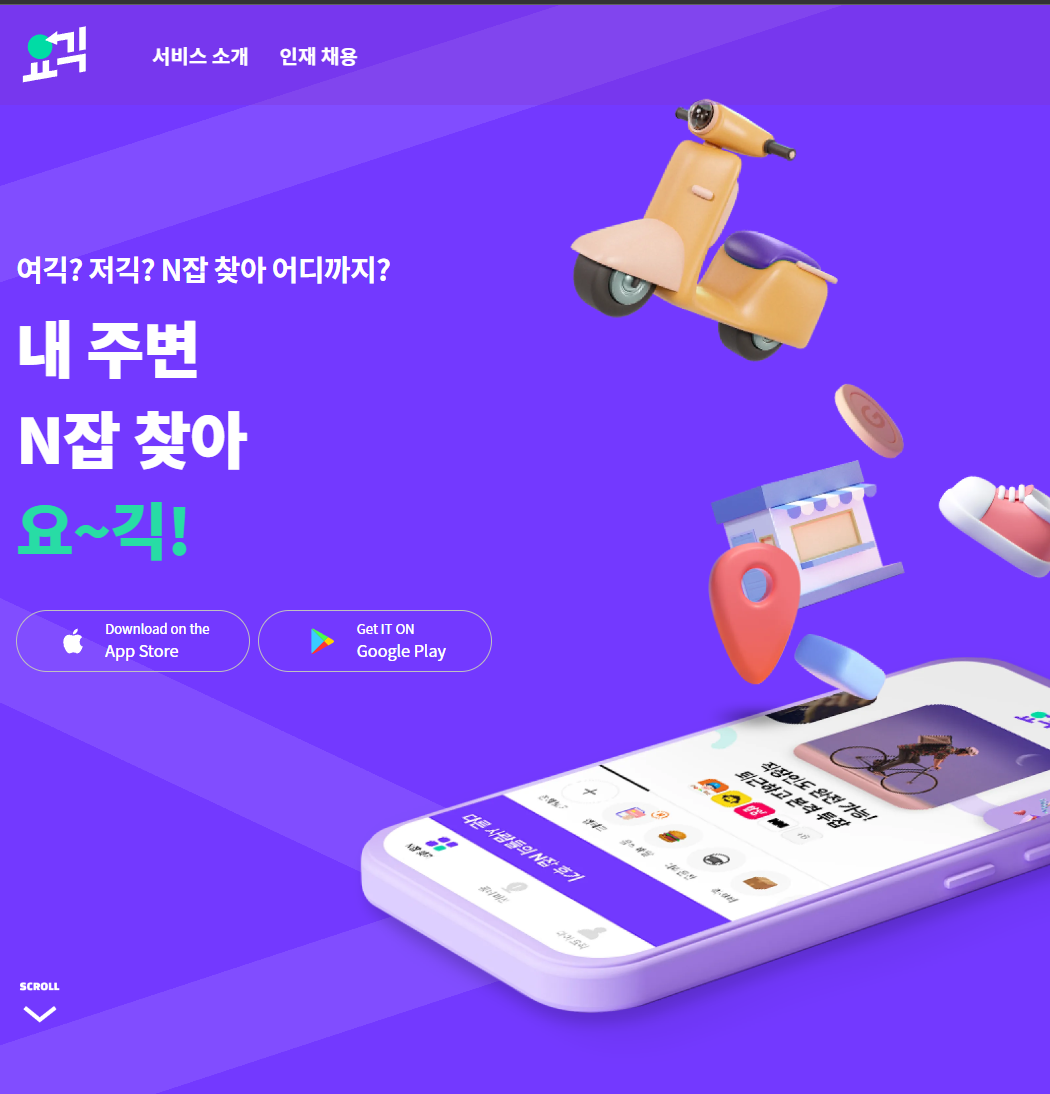 요긱
서비스 소개
인재 채용
여긱? 저긱? N잡 찾아 어디까지?
내 주변
N잡 찾아
요~긱!
Download on the
App Store
Get IT ON
Google Play
직장인도 완전 가능!
퇴근하고 본격 투잡
+6
다른 사람들의 N잡 후기
SCROLL